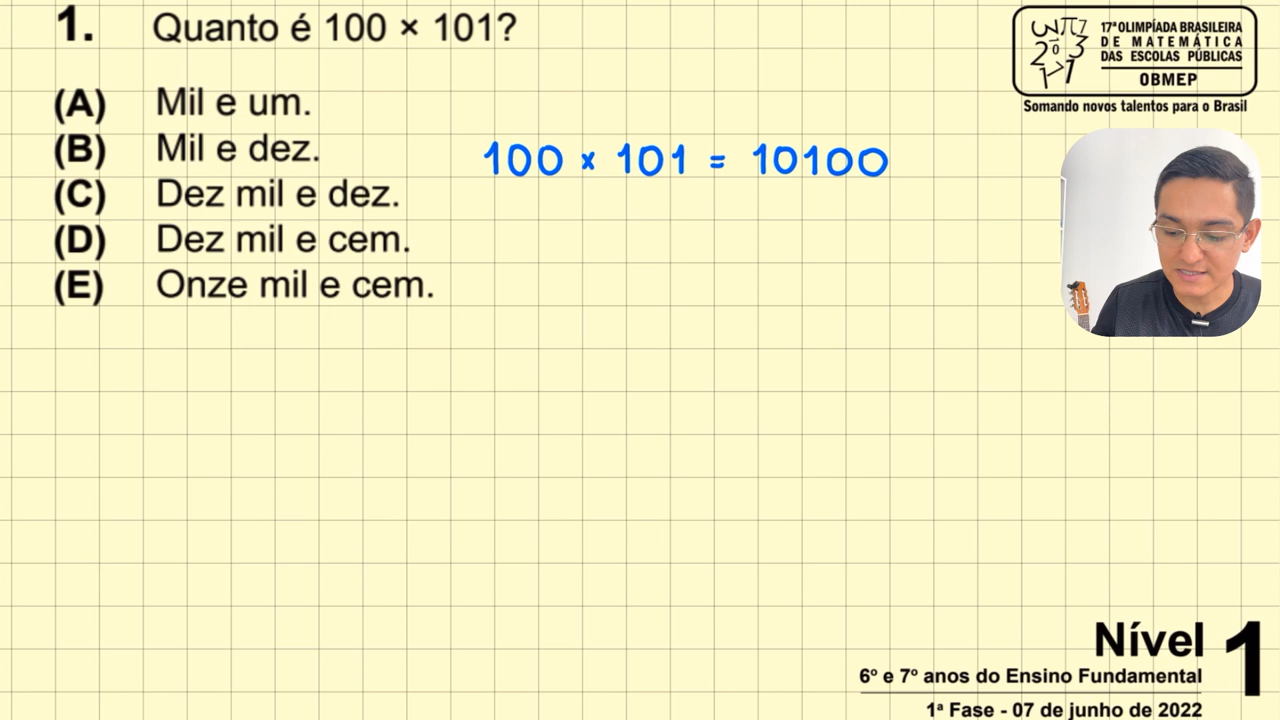 1. Quanto é 100 × 101?
(A) Mil e um.
(B) Mil e dez.
(C) Dez mil e dez.
(D) Dez mil e cem.
(E) Onze mil e cem.
100 × 101 = 10100
17ª OLIMPÍADA BRASILEIRA
DE MATEMÁTICA
DAS ESCOLAS PÚBLICAS
OBMEP
Somando novos talentos para o Brasil
Nível 1
6º e 7º anos do Ensino Fundamental
1ª Fase - 07 de junho de 2022